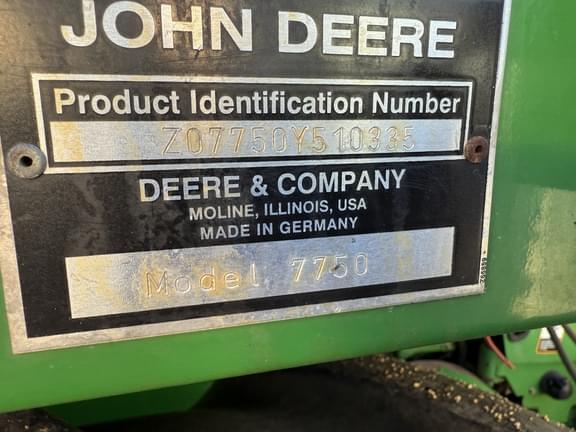 JOHN DEERE
Product Identification Number
Z07750Y510335
DEERE & COMPANY
MOLINE, ILLINOIS, USA
MADE IN GERMANY
Model 7750